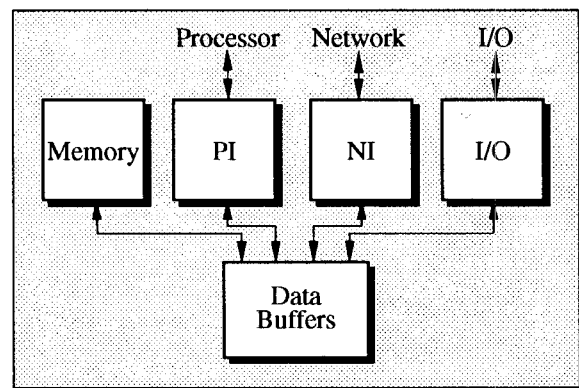 Processor Network I/O
Memory PI NI I/O
Data
Buffers